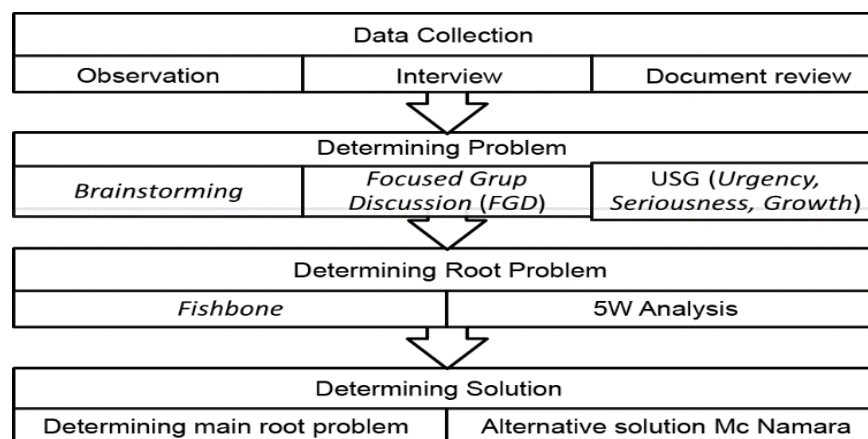 Data Collection
Observation
Interview
Document review
Determining Problem
Brainstorming
Focused Grup
Discussion (FGD)
USG (Urgency,
Seriousness, Growth)
Determining Root Problem
Fishbone
5W Analysis
Determining Solution
Determining main root problem
Alternative solution Mc Namara